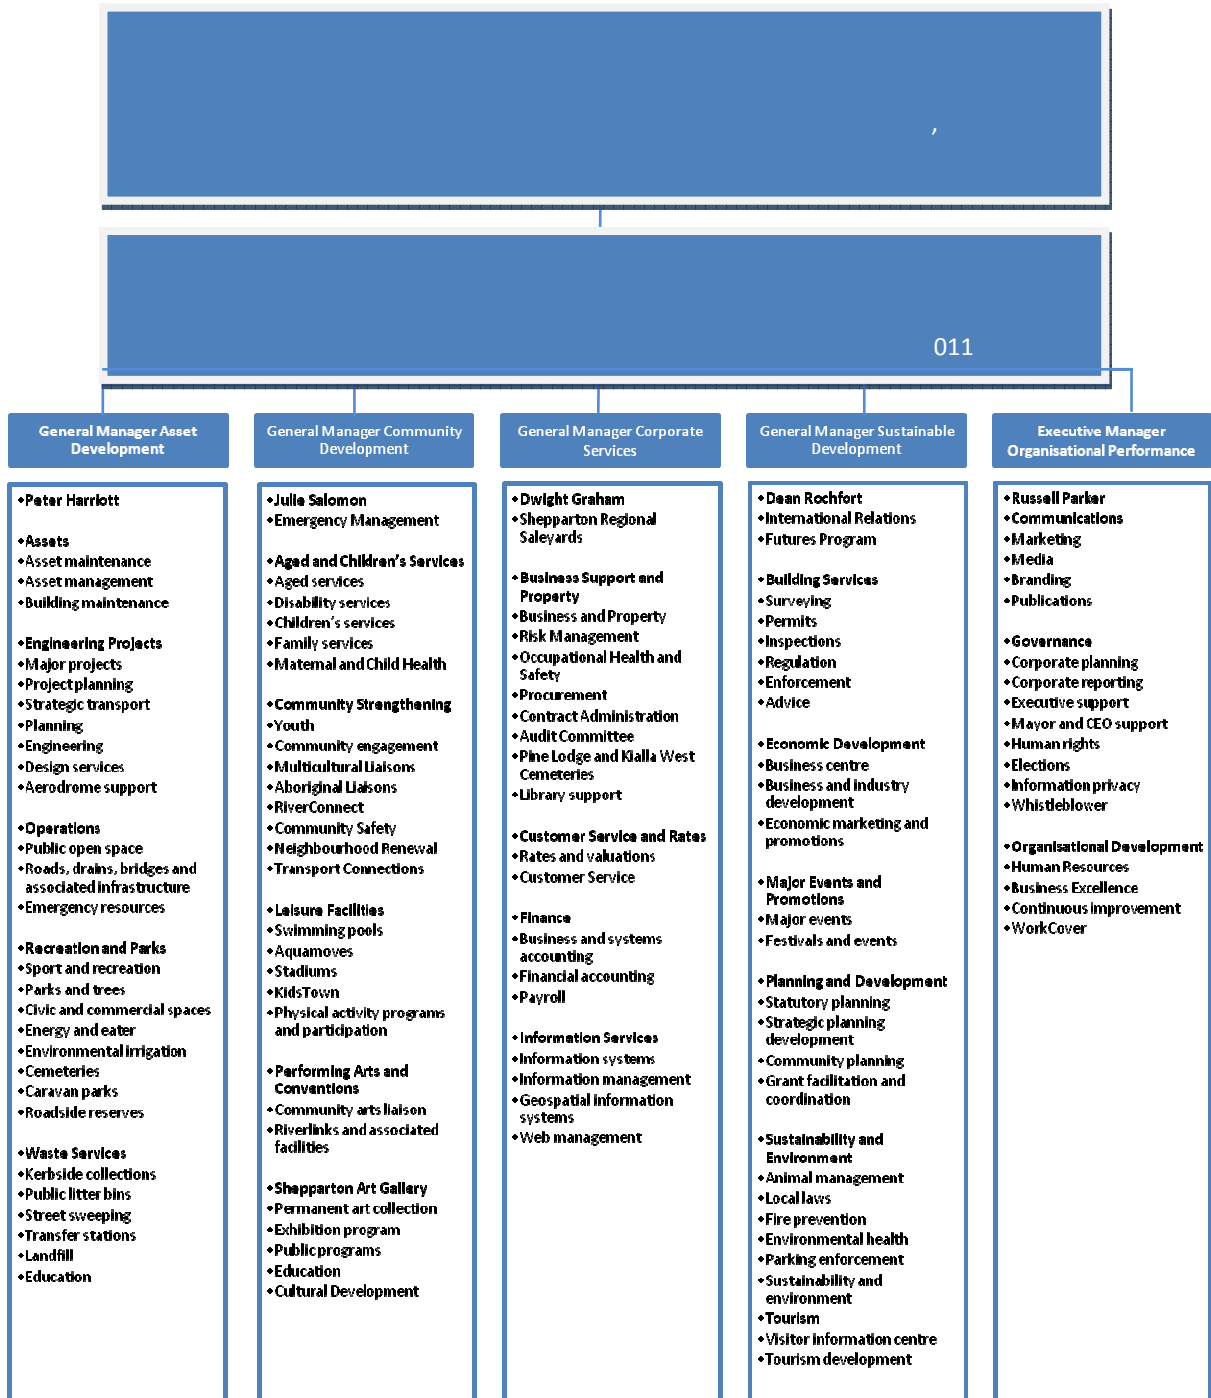 ,
011
General Manager Asset
Development
•Peter Harriott
•Assets
•Asset maintenance
•Asset management
•Building maintenance
•Engineering Projects
•Major projects
•Project planning
•Strategic transport
•Planning
•Engineering
•Design services
•Aerodrome support
•Operations
•Public open space
•Roads, drains, bridges and
associated infrastructure
•Emergency resources
•Recreation and Parks
•Sport and recreation
•Parks and trees
•Civic and commercial spaces
•Energy and eater
•Environmental irrigation
•Cemeteries
•Caravan parks
•Roadside reserves
•Waste Services
•Kerbside collections
•Public litter bins
•Street sweeping
•Transfer stations
•Landfill
•Education
General Manager Community
Development
•Julie Salomon
•Emergency Management
•Aged and Children's Services
•Aged services
•Disability services
•Children's services
•Family services
•Maternal and Child Health
•Community Strengthening
•Youth
•Community engagement
•Multicultural Liaisons
•Aboriginal Liaisons
•RiverConnect
•Community Safety
•Neighbourhood Renewal
•Transport Connections
•Leisure Facilities
•Swimming pools
•Aquamoves
•Stadiums
•KidsTown
•Physical activity programs
and participation
•Performing Arts and
Conventions
•Community arts liaison
•Riverlinks and associated
facilities
•Shepparton Art Gallery
•Permanent art collection
•Exhibition program
•Public programs
•Education
•Cultural Development
General Manager Corporate
Services
•Dwight Graham
•Shepparton Regional
Saleyards
•Business Support and
Property
•Business and Property
•Risk Management
•Occupational Health and
Safety
•Procurement
•Contract Administration
•Audit Committee
•Pine Lodge and Kialla West
Cemeteries
•Library support
•Customer Service and Rates
•Rates and valuations
•Customer Service
•Finance
•Business and systems
accounting
•Financial accounting
•Payroll
•Information Services
•Information systems
•Information management
•Geospatial information
systems
•Web management
General Manager Sustainable
Development
•Dean Rochfort
•International Relations
•Futures Program
•Building Services
•Surveying
•Permits
•Inspections
•Regulation
•Enforcement
•Advice
•Economic Development
•Business centre
•Business and industry
development
•Economic marketing and
promotions
•Major Events and
Promotions
•Major events
•Festivals and events
•Planning and Development
•Statutory planning
•Strategic planning
development
•Community planning
•Grant facilitation and
coordination
•Sustainability and
Environment
•Animal management
•Local laws
•Fire prevention
•Environmental health
•Parking enforcement
•Sustainability and
environment
•Tourism
•Visitor information centre
•Tourism development
Executive Manager
Organisational Performance
•Russell Parker
•Communications
•Marketing
•Media
•Branding
•Publications
•Governance
•Corporate planning
•Corporate reporting
•Executive support
•Mayor and CEO support
•Human rights
•Elections
•Information privacy
•Whistleblower
•Organisational Development
•Human Resources
•Business Excellence
•Continuous improvement
•WorkCover